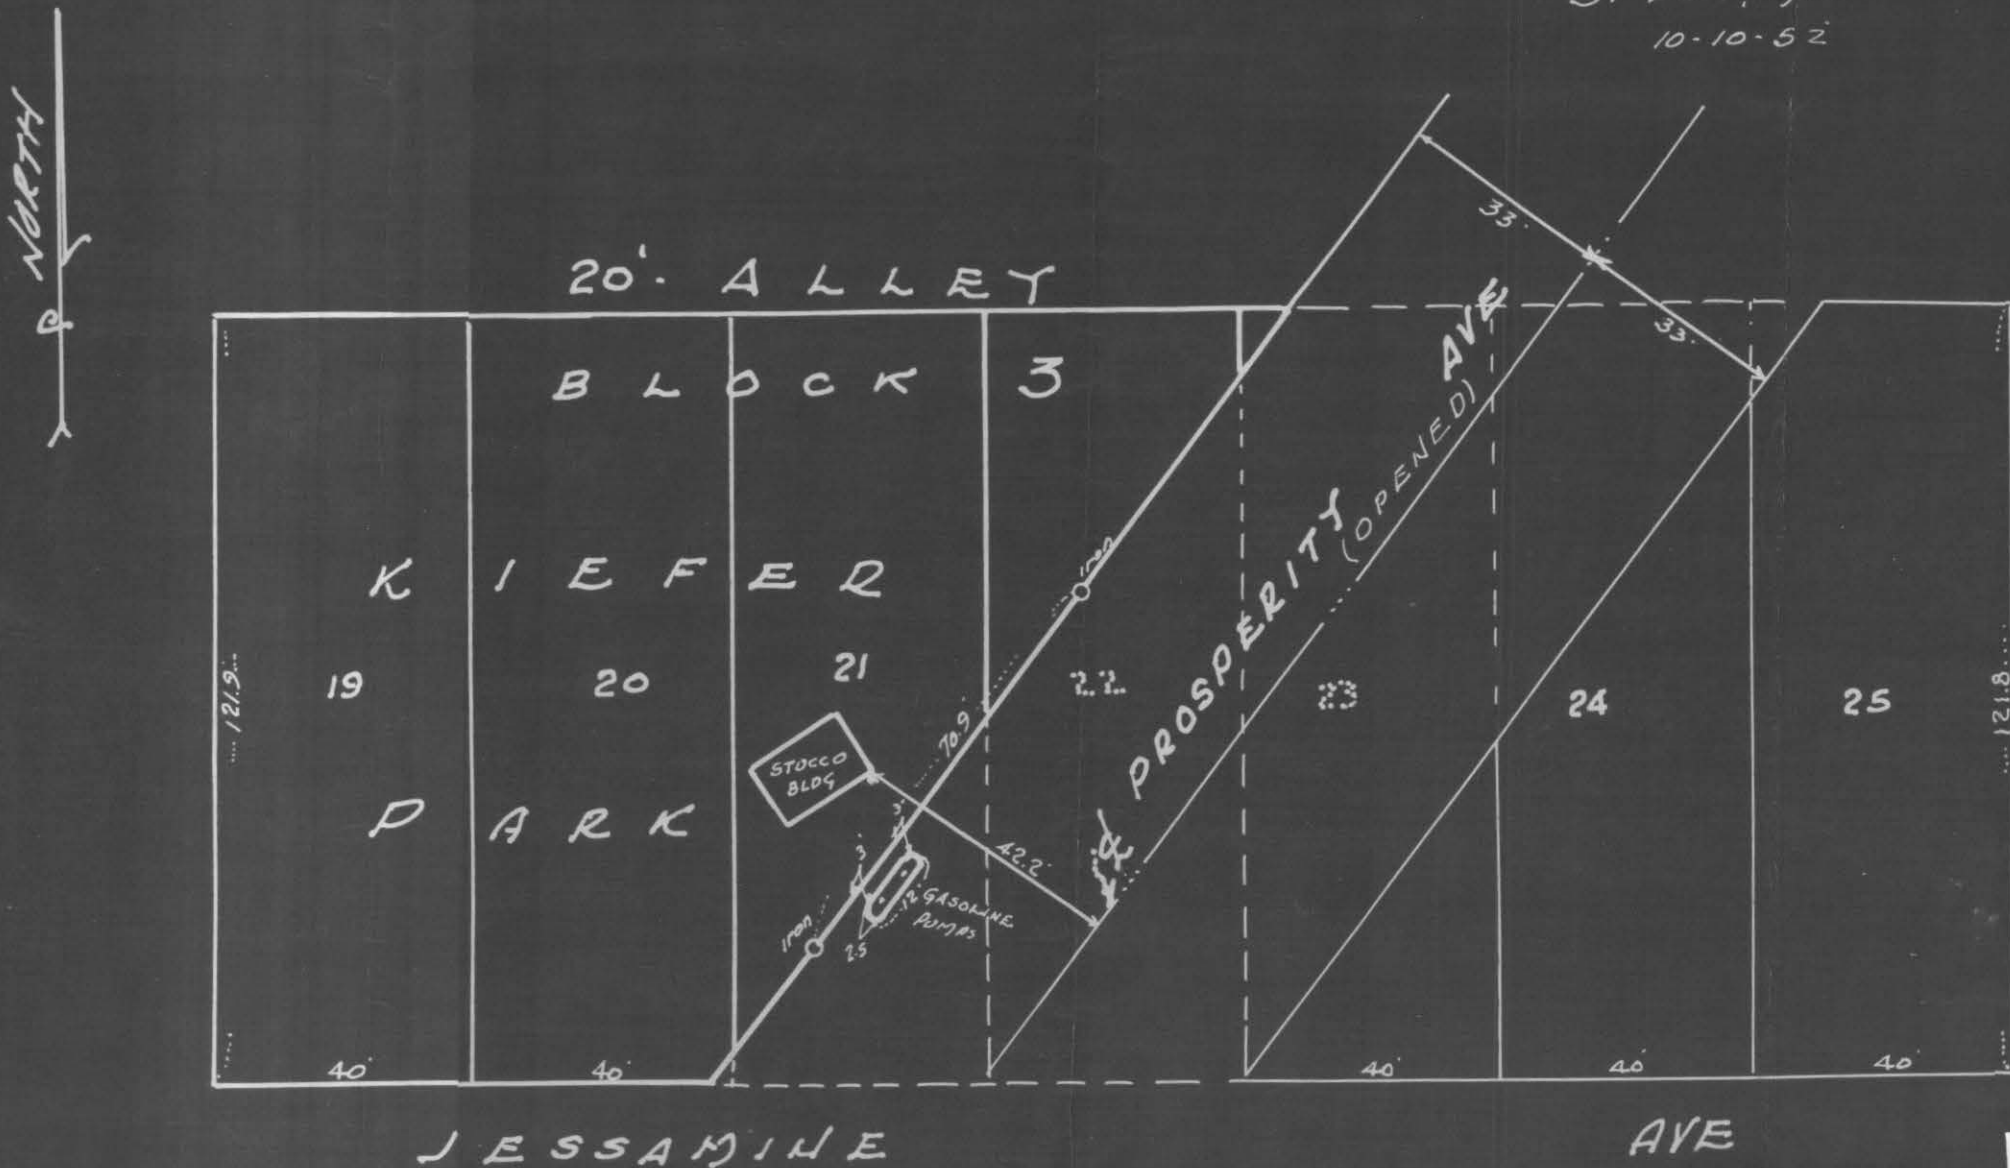 10-10-52
NORTH
20' ALLEY
33'
33'
BLOCK 3
PROSPERITY AVE
(OPENED)
KIEFER
iron
121.9
19
20
21
22
23
24
25
121.8
70.9'
STUCCO
BLDG
PARK
3'
3'
42.2'
℄
12'
GASOLINE
PUMPS
2.5
iron
40'
40'
40'
40'
40'
JESSAMINE AVE